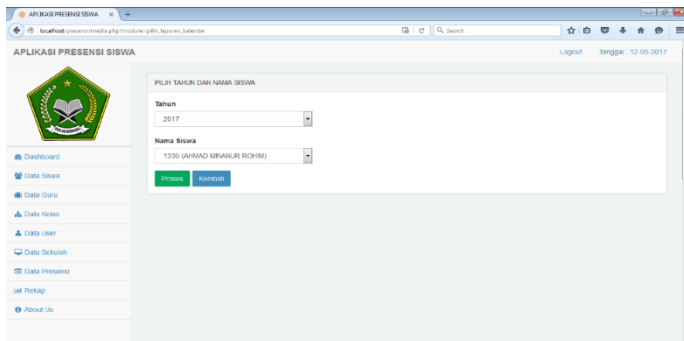 APLIKASI PRESENSI SISWA
localhost/presensi/media.php?module=pilih_laporan_kalender
Search
APLIKASI PRESENSI SISWA
Logout
Tanggal : 12-05-2017
PILIH TAHUN DAN NAMA SISWA
Tahun
2017
Nama Siswa
1336 (AHMAD MINANUR ROHIM)
Proses
Kembali
Dashboard
Data Siswa
Data Guru
Data Kelas
Data User
Data Sekolah
Data Presensi
Rekap
About Us